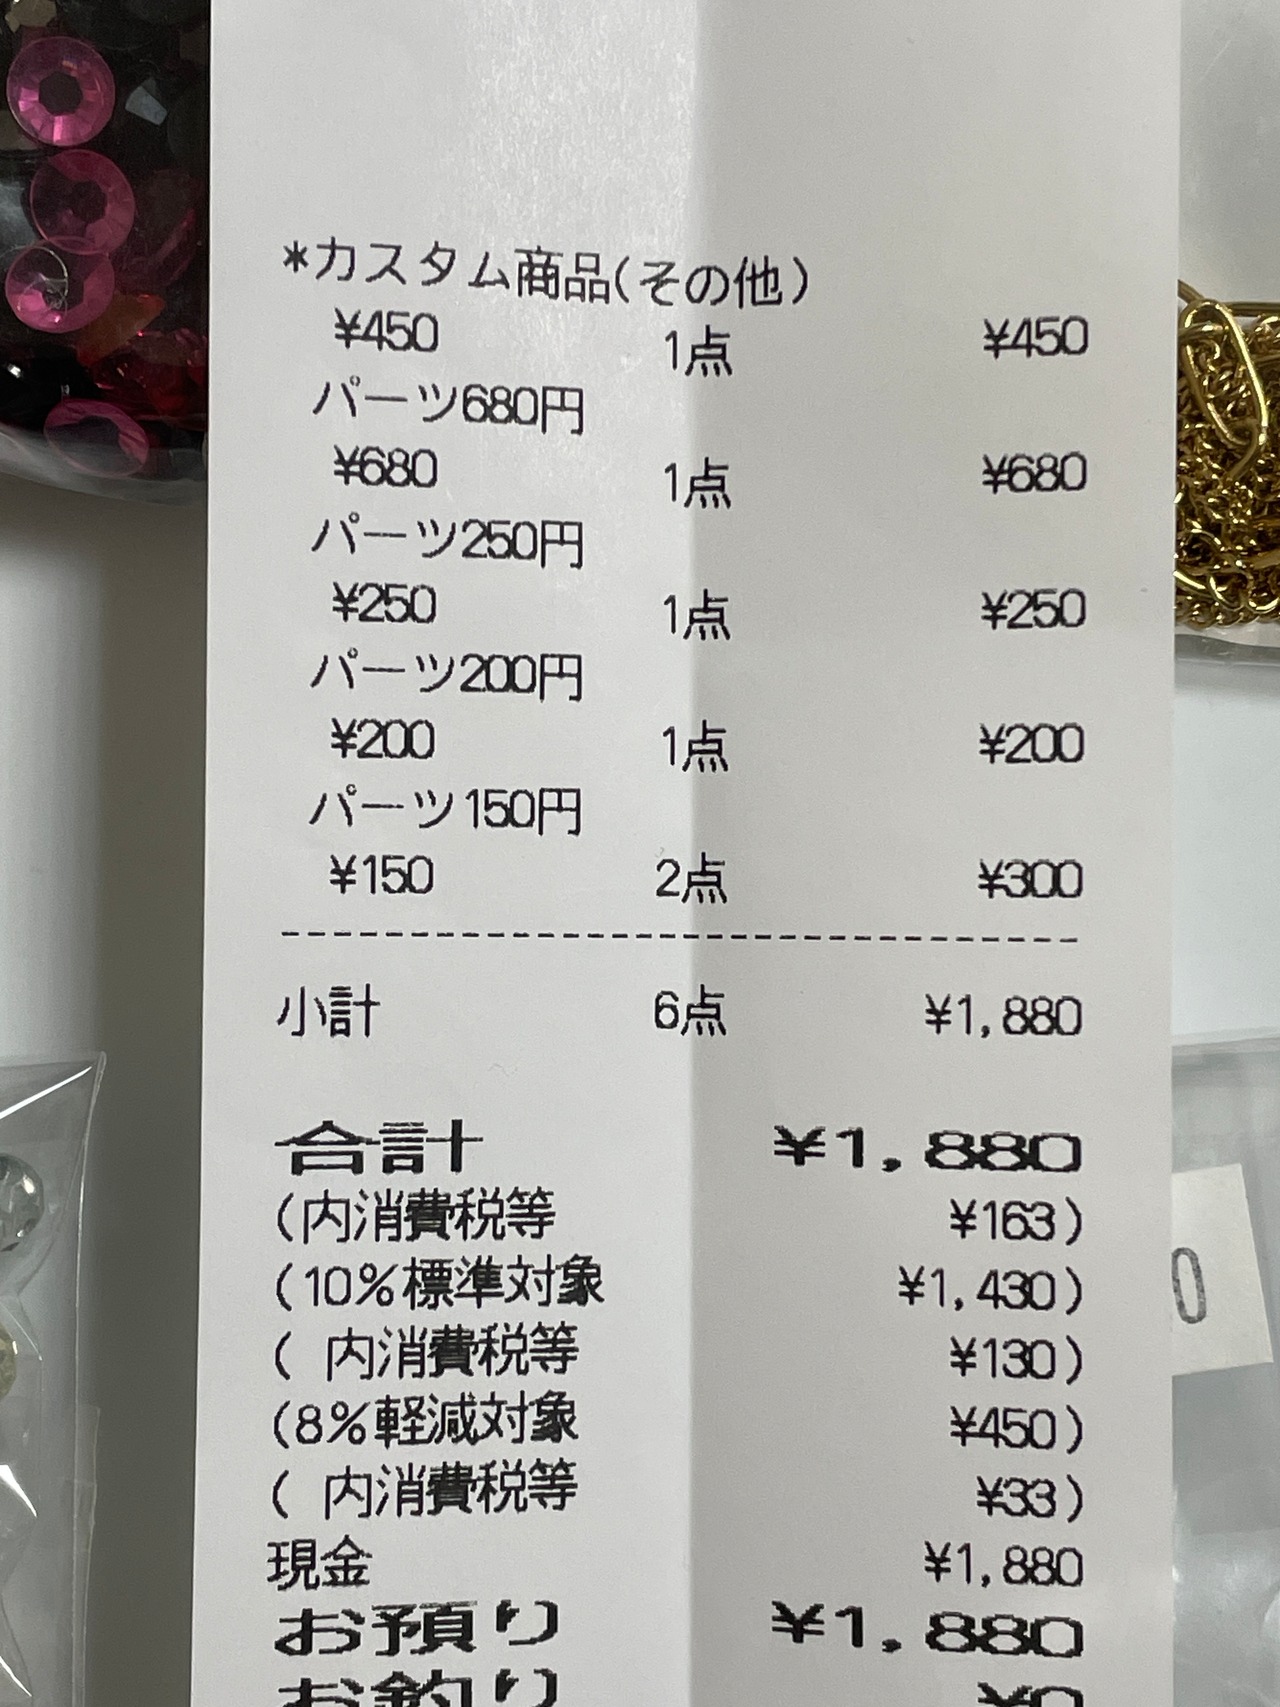 *カスタム商品(その他)
¥450 1点 ¥450
パーツ680円
¥680 1点 ¥680
パーツ250円
¥250 1点 ¥250
パーツ200円
¥200 1点 ¥200
パーツ150円
¥150 2点 ¥300
--------------------------------
小計 6点 ¥1,880
合計 ¥1,880
(内消費税等 ¥163)
(10%標準対象 ¥1,430)
( 内消費税等 ¥130)
(8%軽減対象 ¥450)
( 内消費税等 ¥33)
現金 ¥1,880
お預り ¥1,880
お釣り ¥0
0